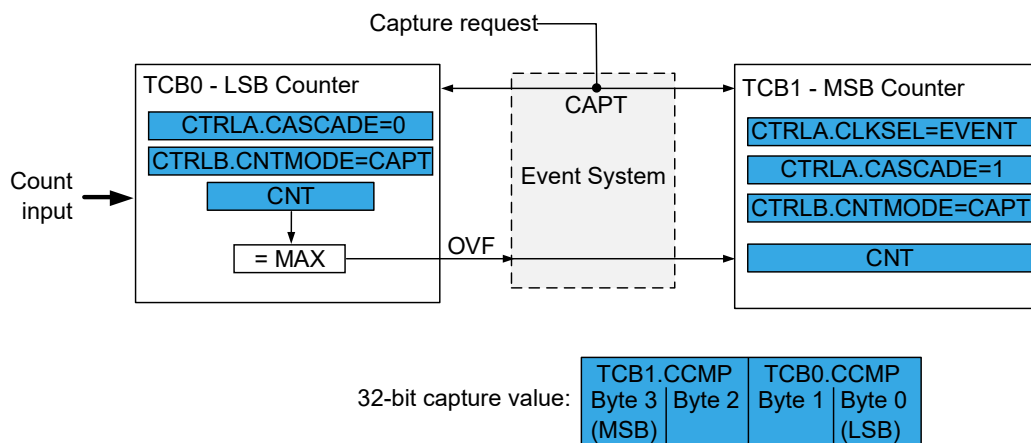 Capture request
TCB0 - LSB Counter
CTRLA.CASCADE=0
CTRLB.CNTMODE=CAPT
CNT
= MAX
Count
input
OVF
CAPT
Event System
TCB1 - MSB Counter
CTRLA.CLKSEL=EVENT
CTRLA.CASCADE=1
CTRLB.CNTMODE=CAPT
CNT
32-bit capture value:
TCB1.CCMP TCB0.CCMP
Byte 3 Byte 2 Byte 1 Byte 0
(MSB) (LSB)